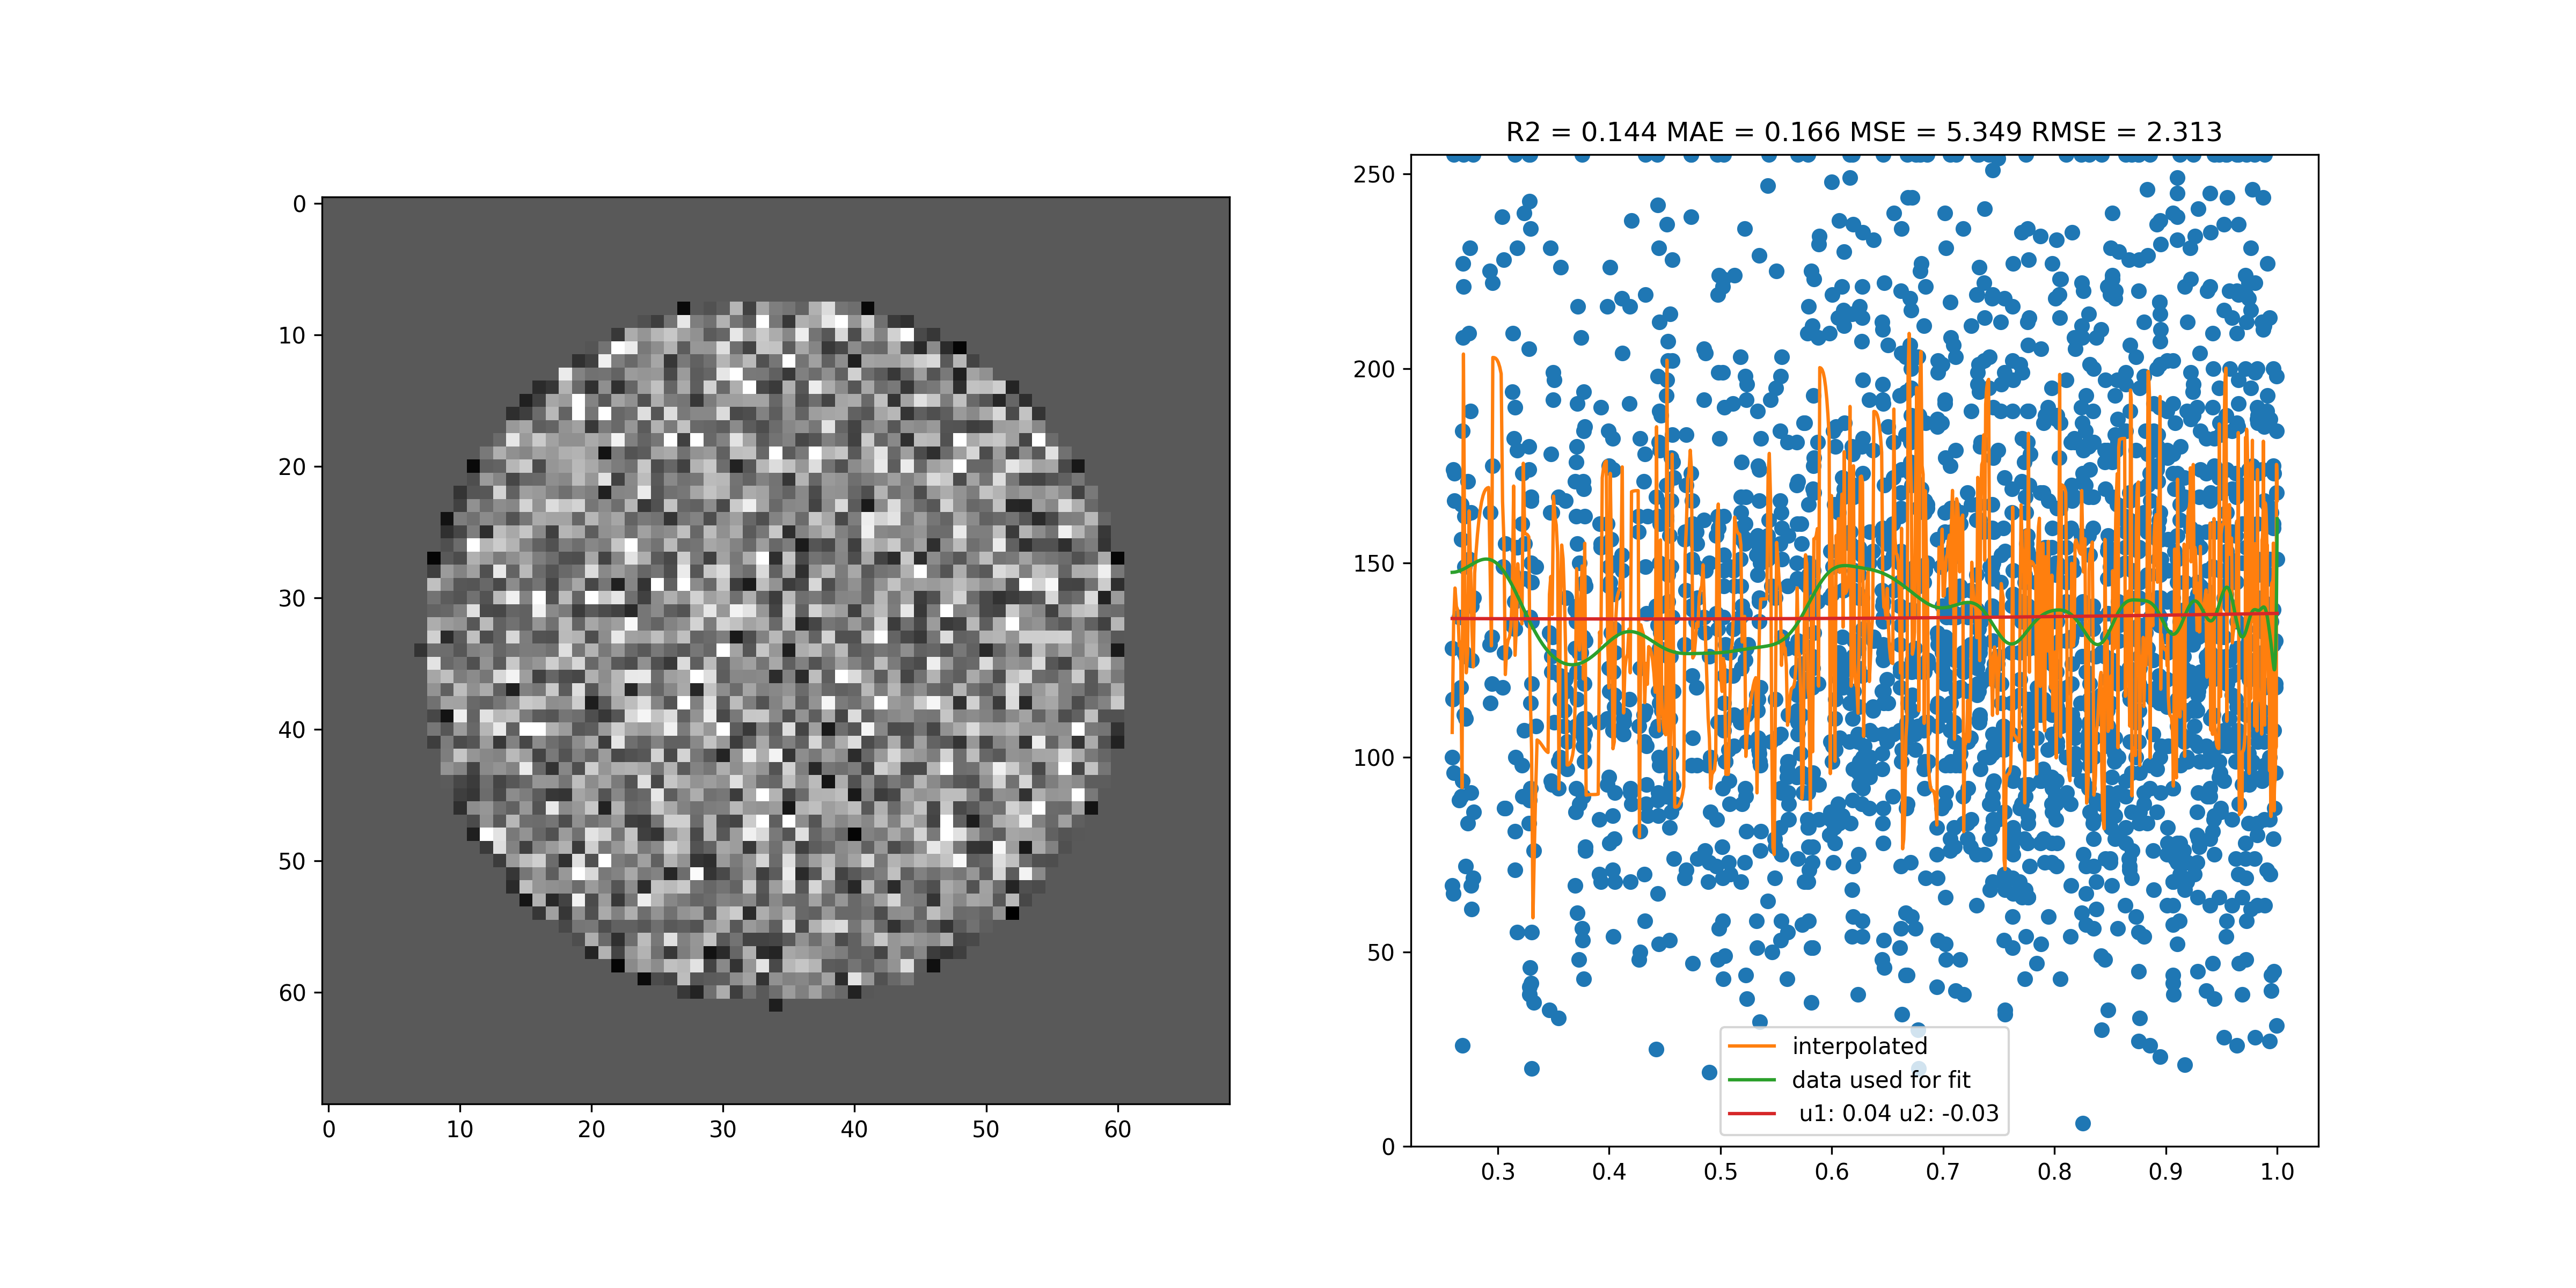 R2 = 0.144 MAE = 0.166 MSE = 5.349 RMSE = 2.313
0
10
20
30
40
50
60
0 10 20 30 40 50 60
250
200
150
100
50
0
interpolated
data used for fit
u1: 0.04 u2: -0.03
0.3 0.4 0.5 0.6 0.7 0.8 0.9 1.0